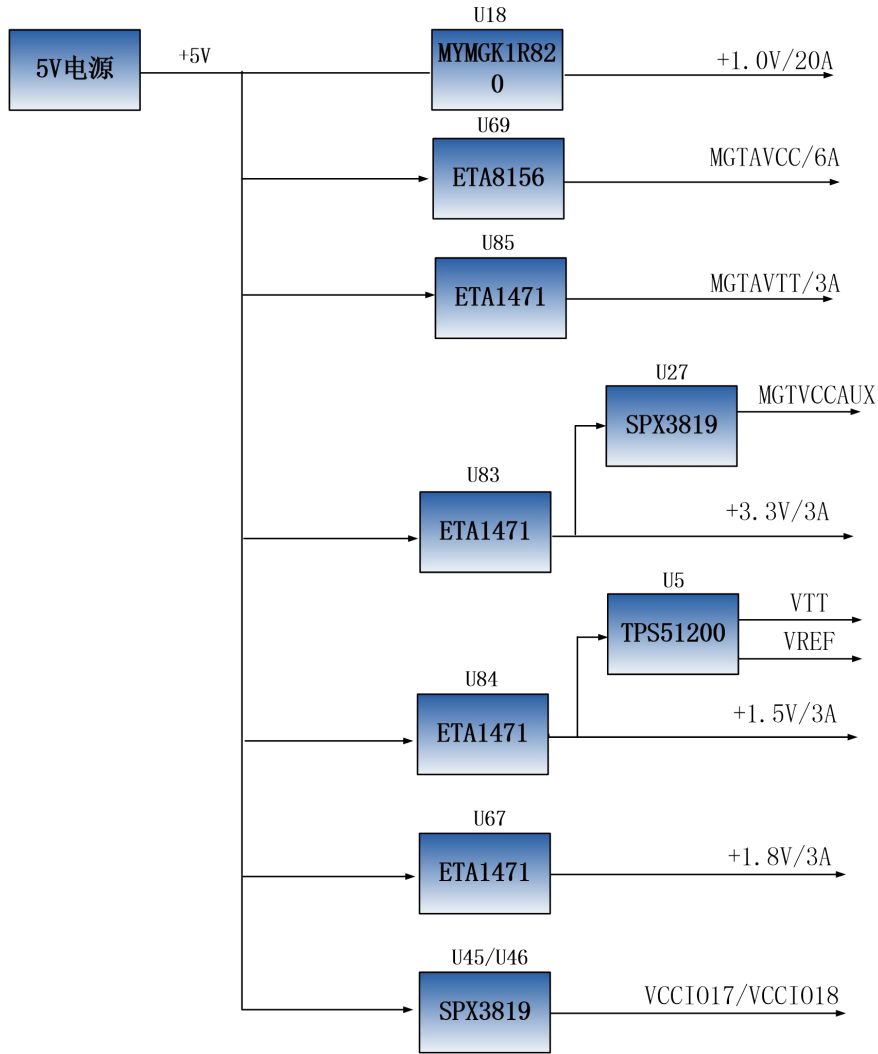 U18
5V电源
+5V
MYMGK1R82
0
+1.0V/20A
U69
ETA8156
MGTAVCC/6A
U85
ETA1471
MGTAVTT/3A
U27
SPX3819
MGTVCCAUX
U83
ETA1471
+3.3V/3A
U5
TPS51200
VTT
VREF
U84
ETA1471
+1.5V/3A
U67
ETA1471
+1.8V/3A
U45/U46
SPX3819
VCCIO17/VCCIO18